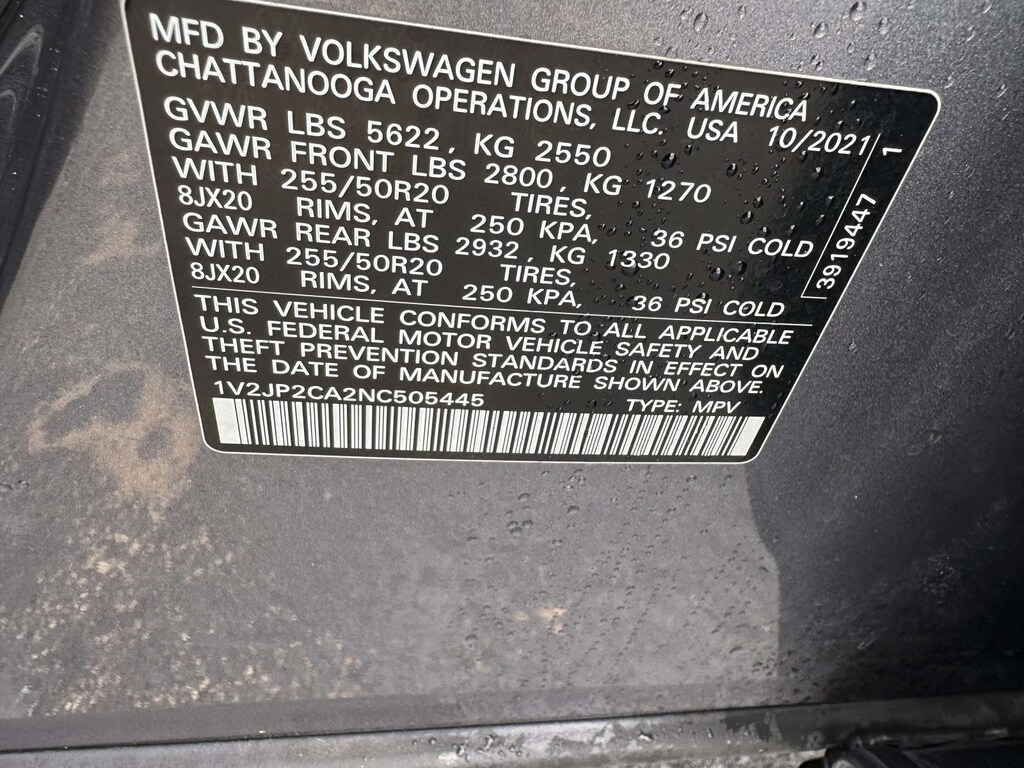 MFD BY VOLKSWAGEN GROUP OF AMERICA
CHATTANOOGA OPERATIONS, LLC. USA 10/2021
GVWR LBS 5622, KG 2550
GAWR FRONT LBS 2800, KG 1270
WITH 255/50R20 TIRES,
8JX20 RIMS, AT 250 KPA, 36 PSI COLD
GAWR REAR LBS 2932, KG 1330
WITH 255/50R20 TIRES,
8JX20 RIMS, AT 250 KPA, 36 PSI COLD
3919447 1
THIS VEHICLE CONFORMS TO ALL APPLICABLE
U.S. FEDERAL MOTOR VEHICLE SAFETY AND
THEFT PREVENTION STANDARDS IN EFFECT ON
THE DATE OF MANUFACTURE SHOWN ABOVE.
1V2JP2CA2NC505445 TYPE: MPV